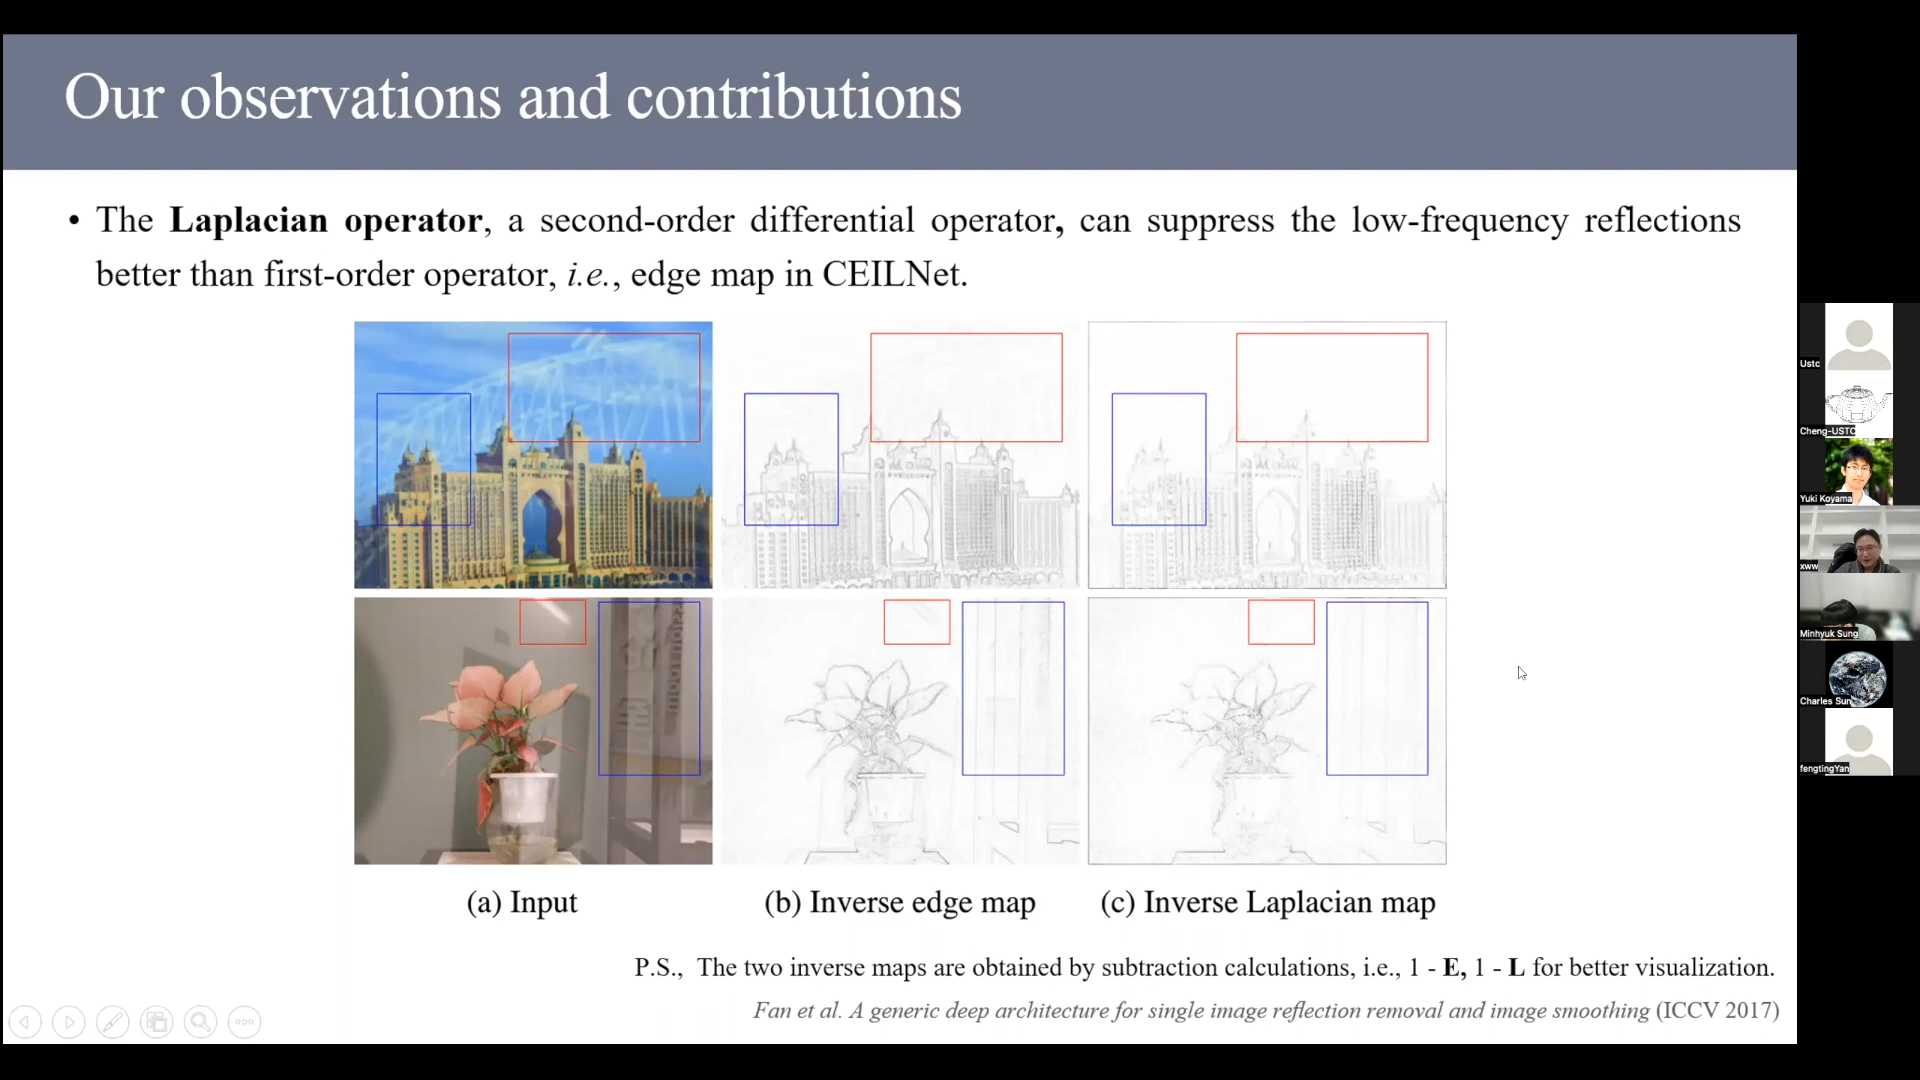 Our observations and contributions
• The Laplacian operator, a second-order differential operator, can suppress the low-frequency reflections
better than first-order operator, i.e., edge map in CEILNet.
(a) Input
(b) Inverse edge map
(c) Inverse Laplacian map
P.S., The two inverse maps are obtained by subtraction calculations, i.e., 1 - E, 1 - L for better visualization.
Fan et al. A generic deep architecture for single image reflection removal and image smoothing (ICCV 2017)
Ustc
Cheng-USTC
Yuki Koyama
xww
Minhyuk Sung
Charles Sun
fengtingYan